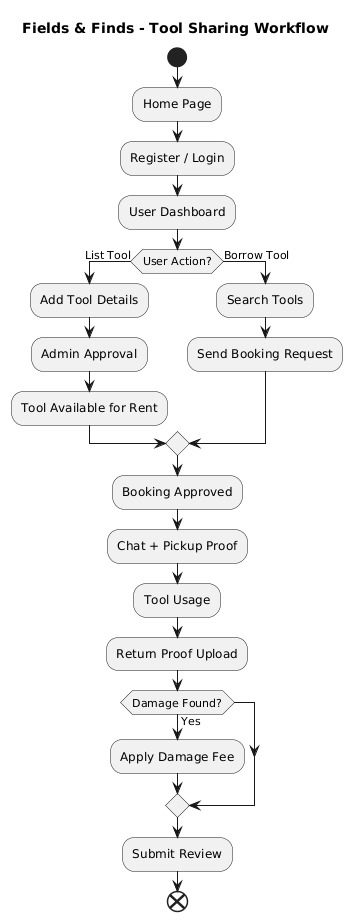 Fields & Finds - Tool Sharing Workflow
Home Page
Register / Login
User Dashboard
User Action?
List Tool
Borrow Tool
Add Tool Details
Search Tools
Admin Approval
Send Booking Request
Tool Available for Rent
Booking Approved
Chat + Pickup Proof
Tool Usage
Return Proof Upload
Damage Found?
Yes
Apply Damage Fee
Submit Review